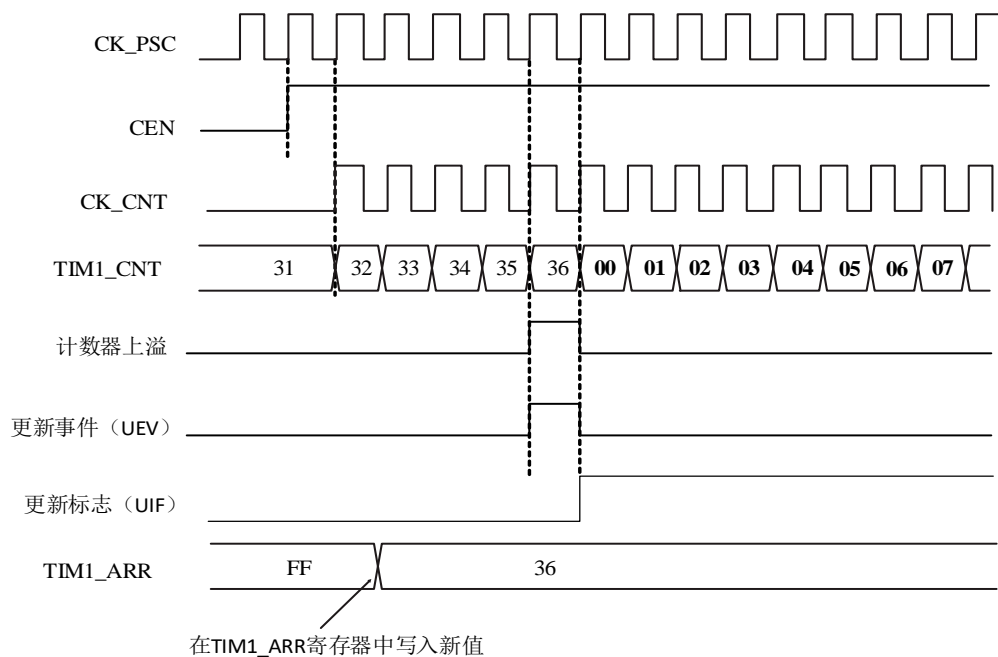 CK_PSC
CEN
CK_CNT
TIM1_CNT 31 32 33 34 35 36 00 01 02 03 04 05 06 07
计数器上溢
更新事件（UEV）
更新标志（UIF）
TIM1_ARR FF 36
在TIM1_ARR寄存器中写入新值